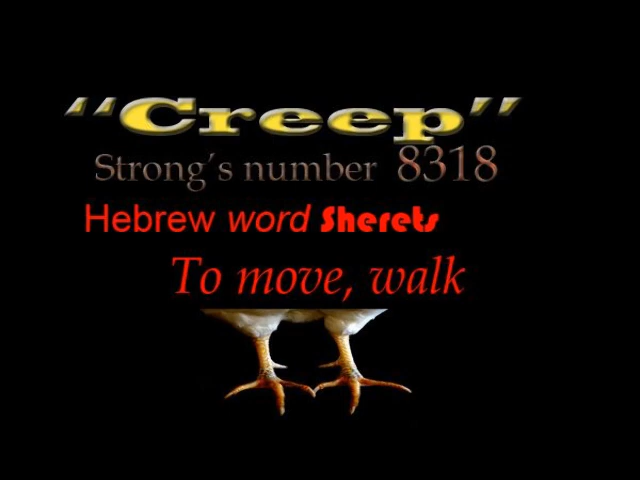 “Creep”
Strong’s number 8318
Hebrew word Sherets
To move, walk